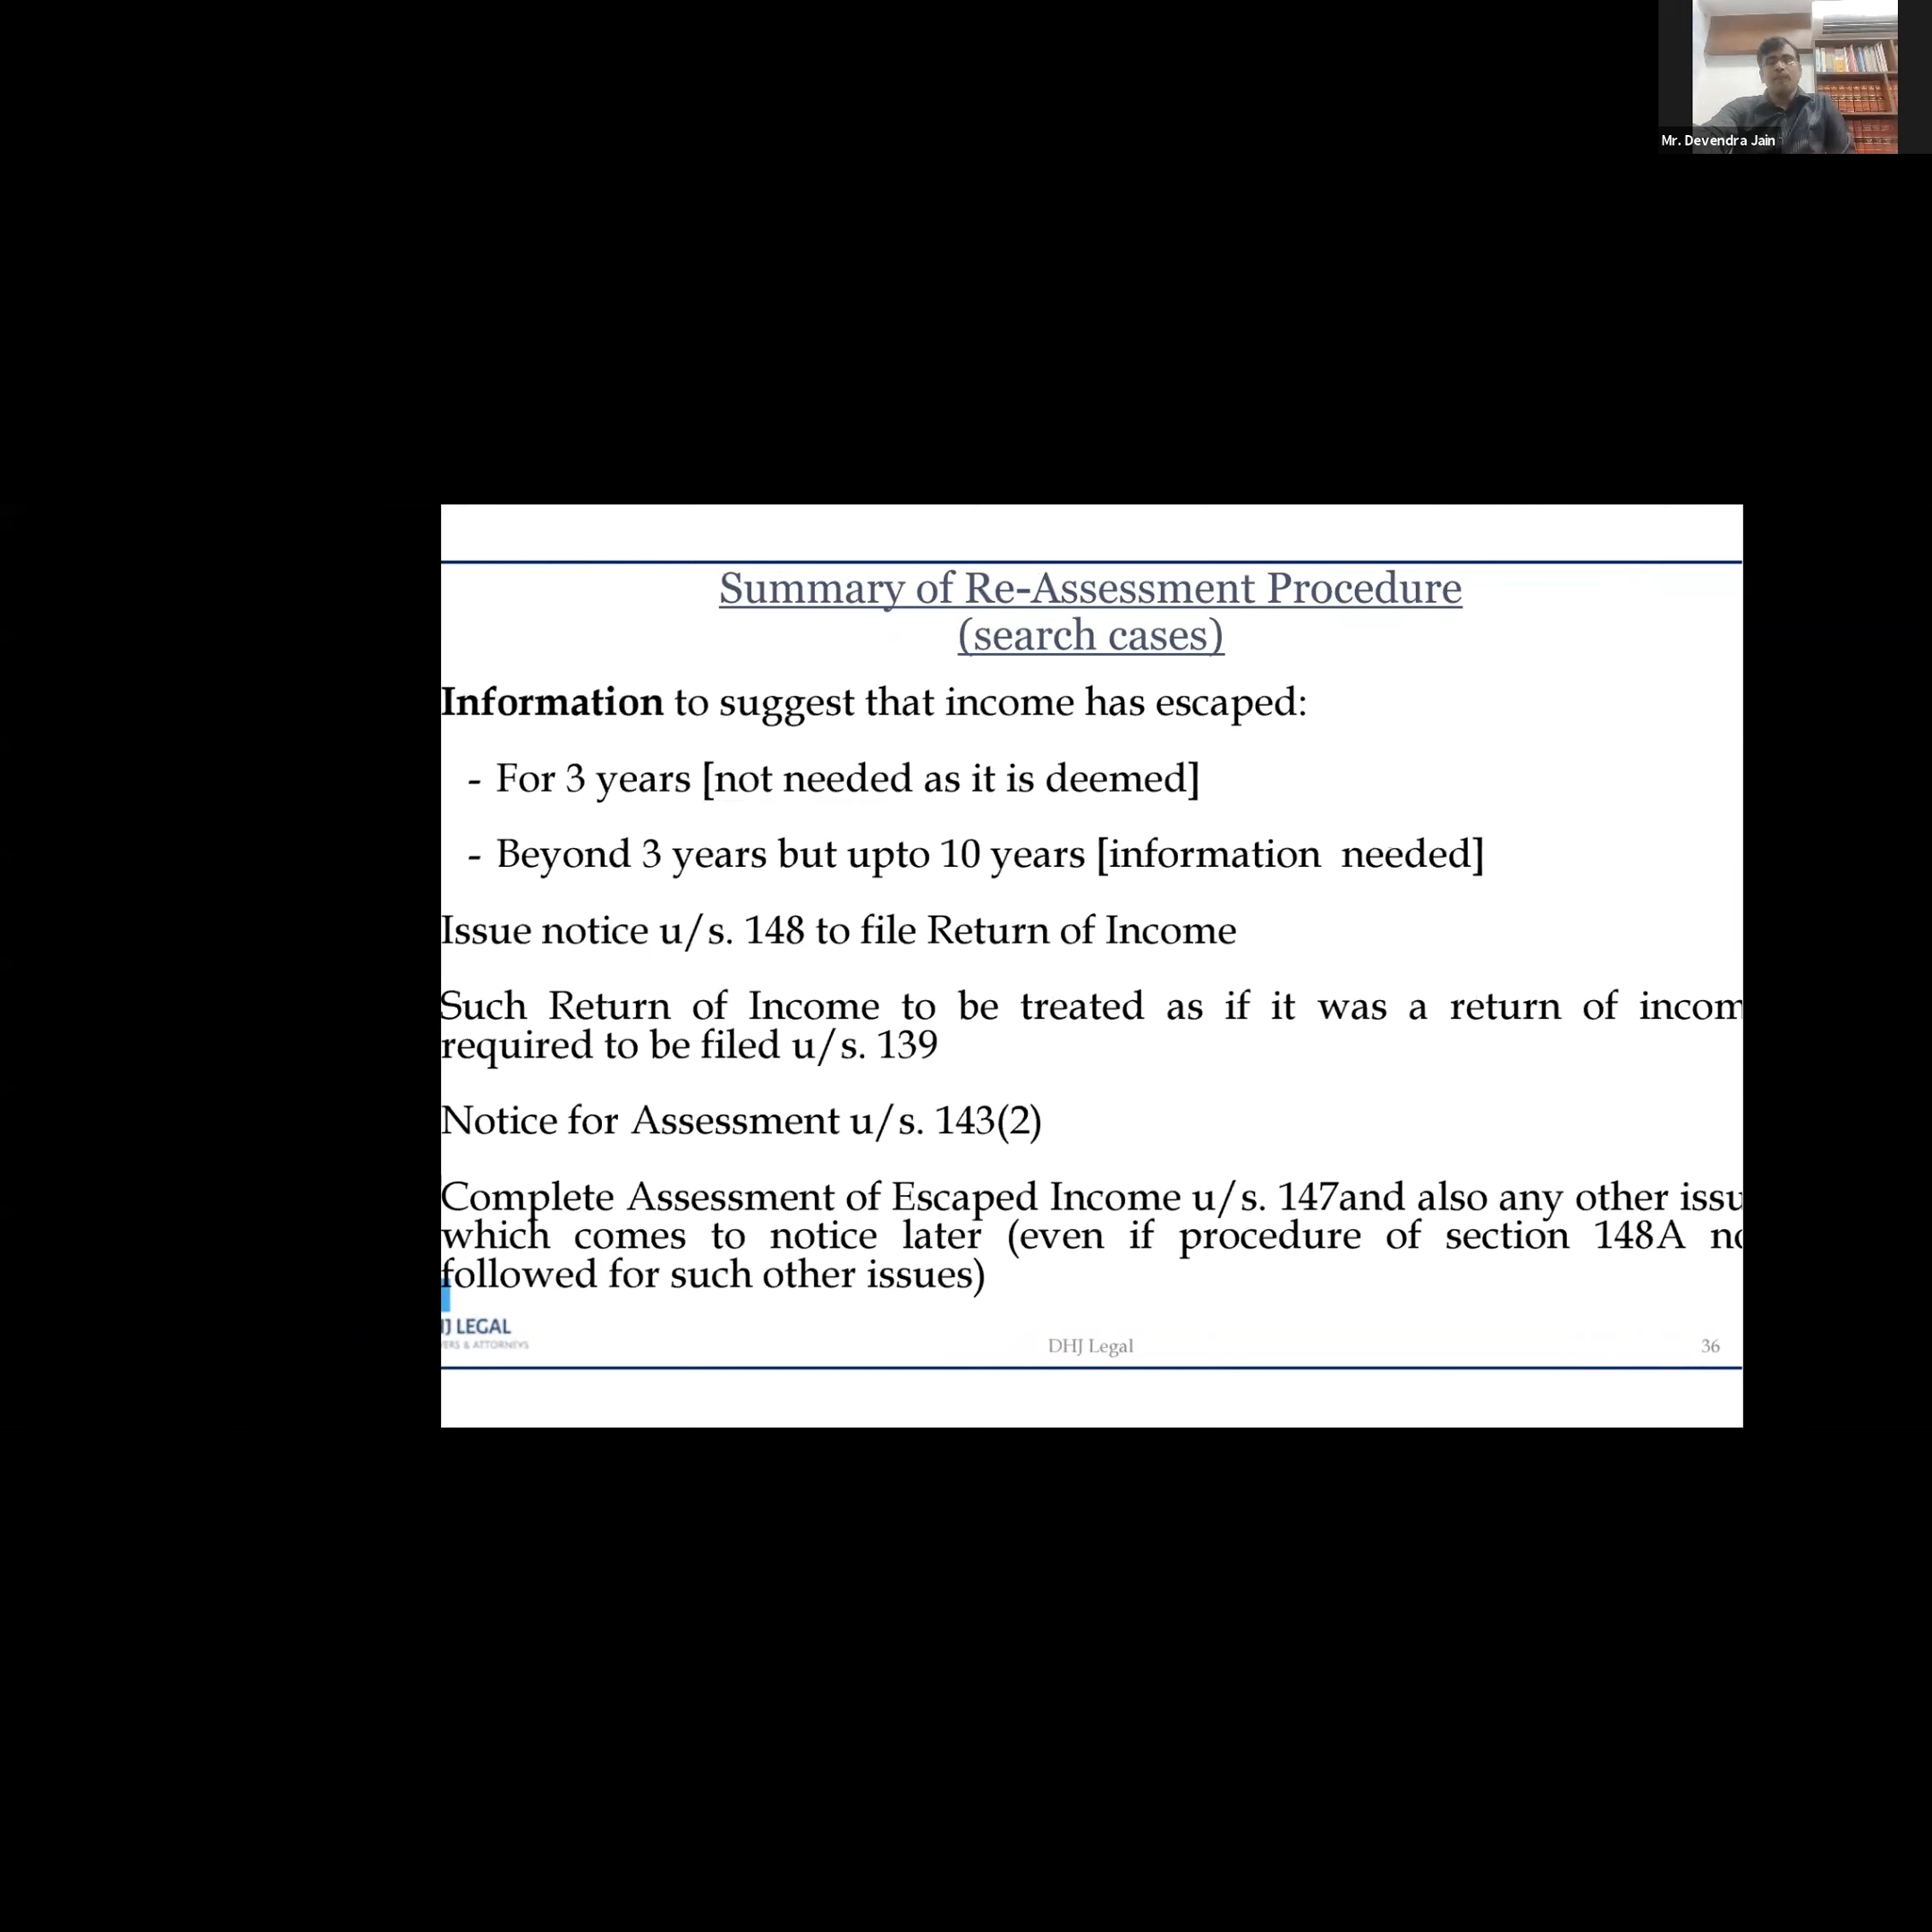 Mr. Devendra Jain
Summary of Re-Assessment Procedure
(search cases)
Information to suggest that income has escaped:
- For 3 years [not needed as it is deemed]
- Beyond 3 years but upto 10 years [information needed]
Issue notice u/s. 148 to file Return of Income
Such Return of Income to be treated as if it was a return of incom
required to be filed u/s. 139
Notice for Assessment u/s. 143(2)
Complete Assessment of Escaped Income u/s. 147and also any other issu
which comes to notice later (even if procedure of section 148A no
followed for such other issues)
J LEGAL
ERS & ATTORNEYS
DHJ Legal
36